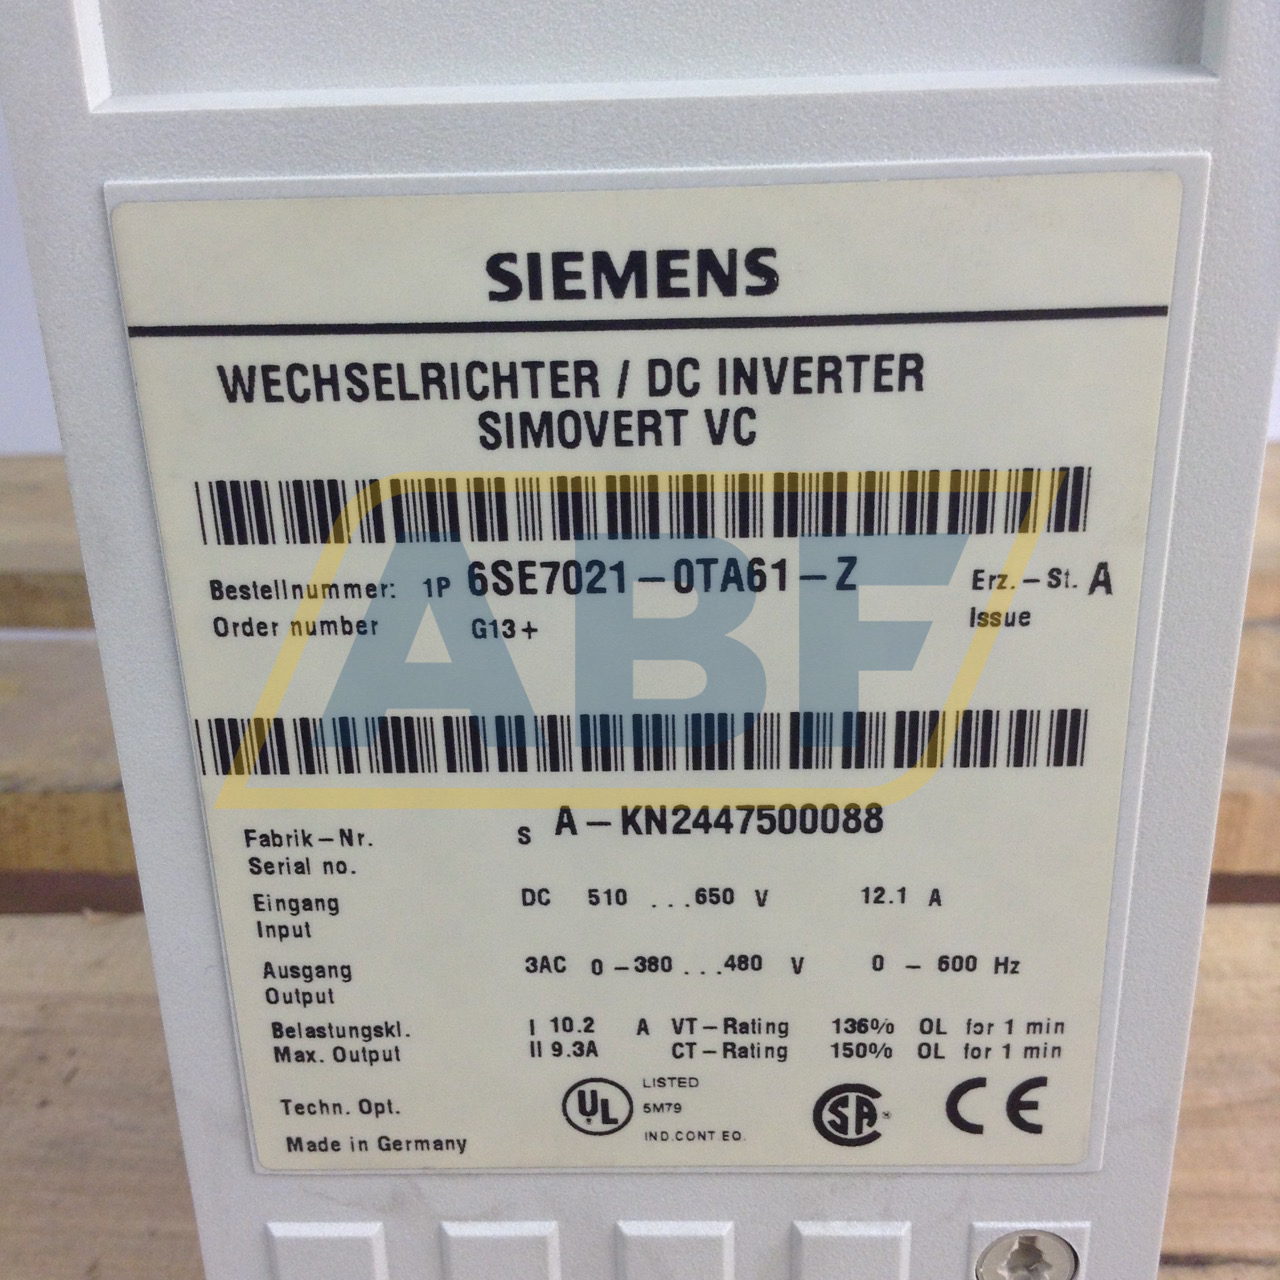 SIEMENS
WECHSELRICHTER / DC INVERTER
SIMOVERT VC
Bestellnummer: 1P 6SE7021-0TA61-Z Erz.-St. A
Order number G13+ Issue
ABF
A-KN2447500088
Fabrik-Nr. S
Serial no.
Eingang DC 510 ...650 V 12.1 A
Input
Ausgang 3AC 0-380 ...480 V 0 - 600 Hz
Output
Belastungskl. I 10.2 A VT-Rating 136% OL for 1 min
Max. Output II 9.3A CT-Rating 150% OL for 1 min
Techn. Opt.
Made in Germany
UL LISTED
5M79
IND.CONT.EQ.
SA ®
CE